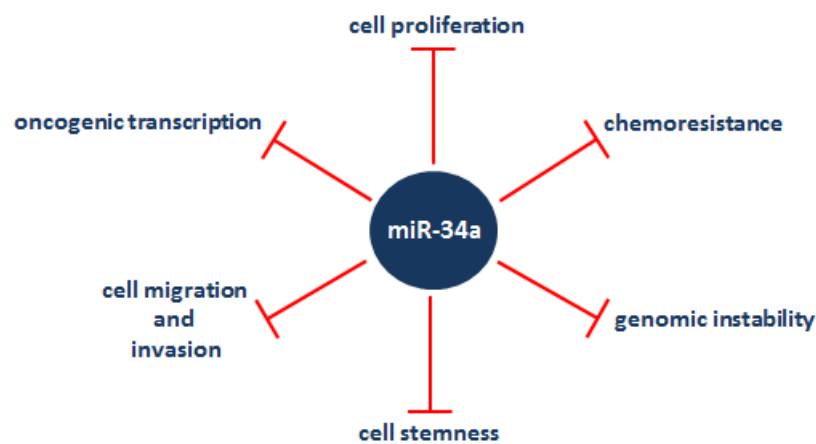 cell proliferation
oncogenic transcription
chemoresistance
miR-34a
cell migration
and
invasion
genomic instability
cell stemness